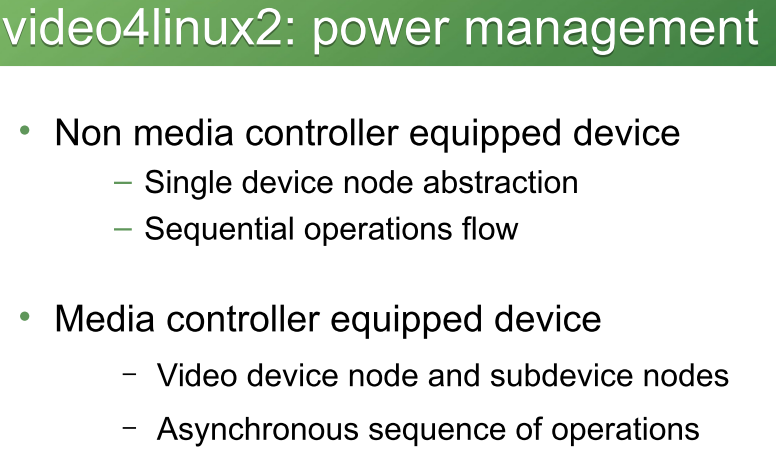 video4linux2: power management
• Non media controller equipped device
– Single device node abstraction
– Sequential operations flow
• Media controller equipped device
– Video device node and subdevice nodes
– Asynchronous sequence of operations